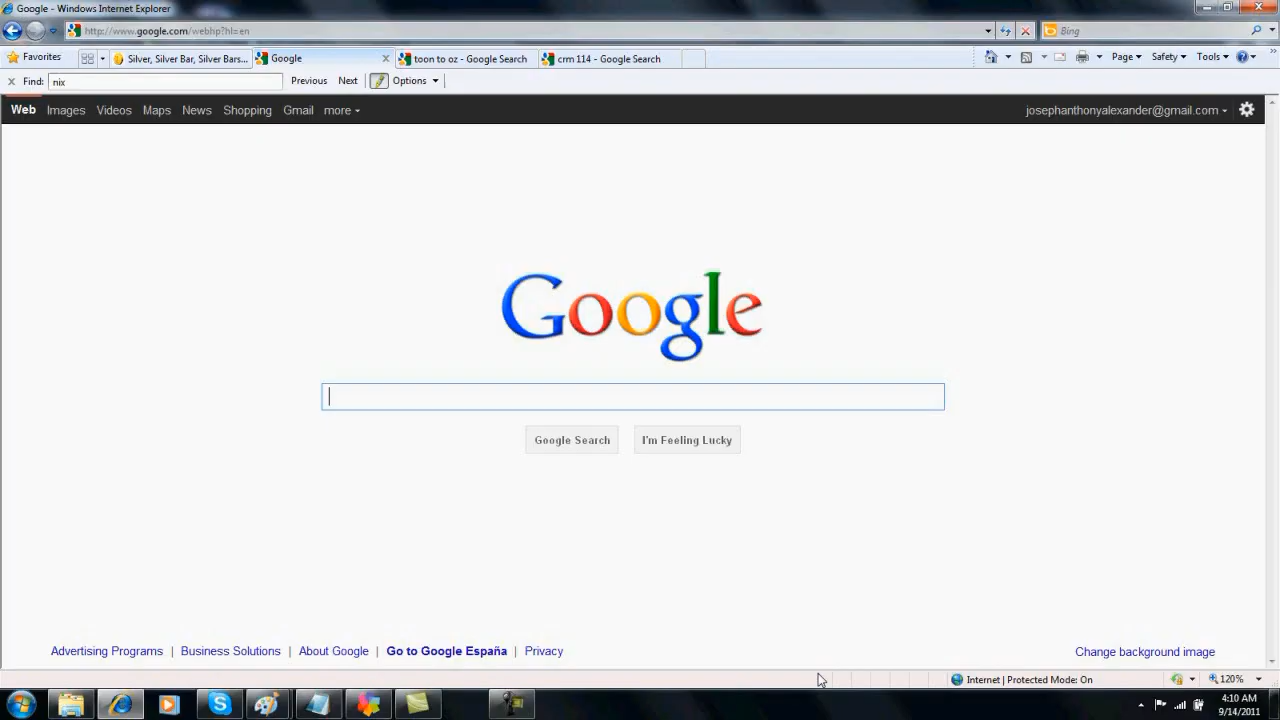 Google - Windows Internet Explorer
http://www.google.com/webhp?hl=en
Bing
Favorites
Silver, Silver Bar, Silver Bars...
Google
toon to oz - Google Search
crm 114 - Google Search
Page
Safety
Tools
Find: nix
Previous
Next
Options
Web Images Videos Maps News Shopping Gmail more
josephanthonyalexander@gmail.com
Google
Google Search
I'm Feeling Lucky
Advertising Programs | Business Solutions | About Google | Go to Google España | Privacy
Change background image
Internet | Protected Mode: On
120%
4:10 AM
9/14/2011